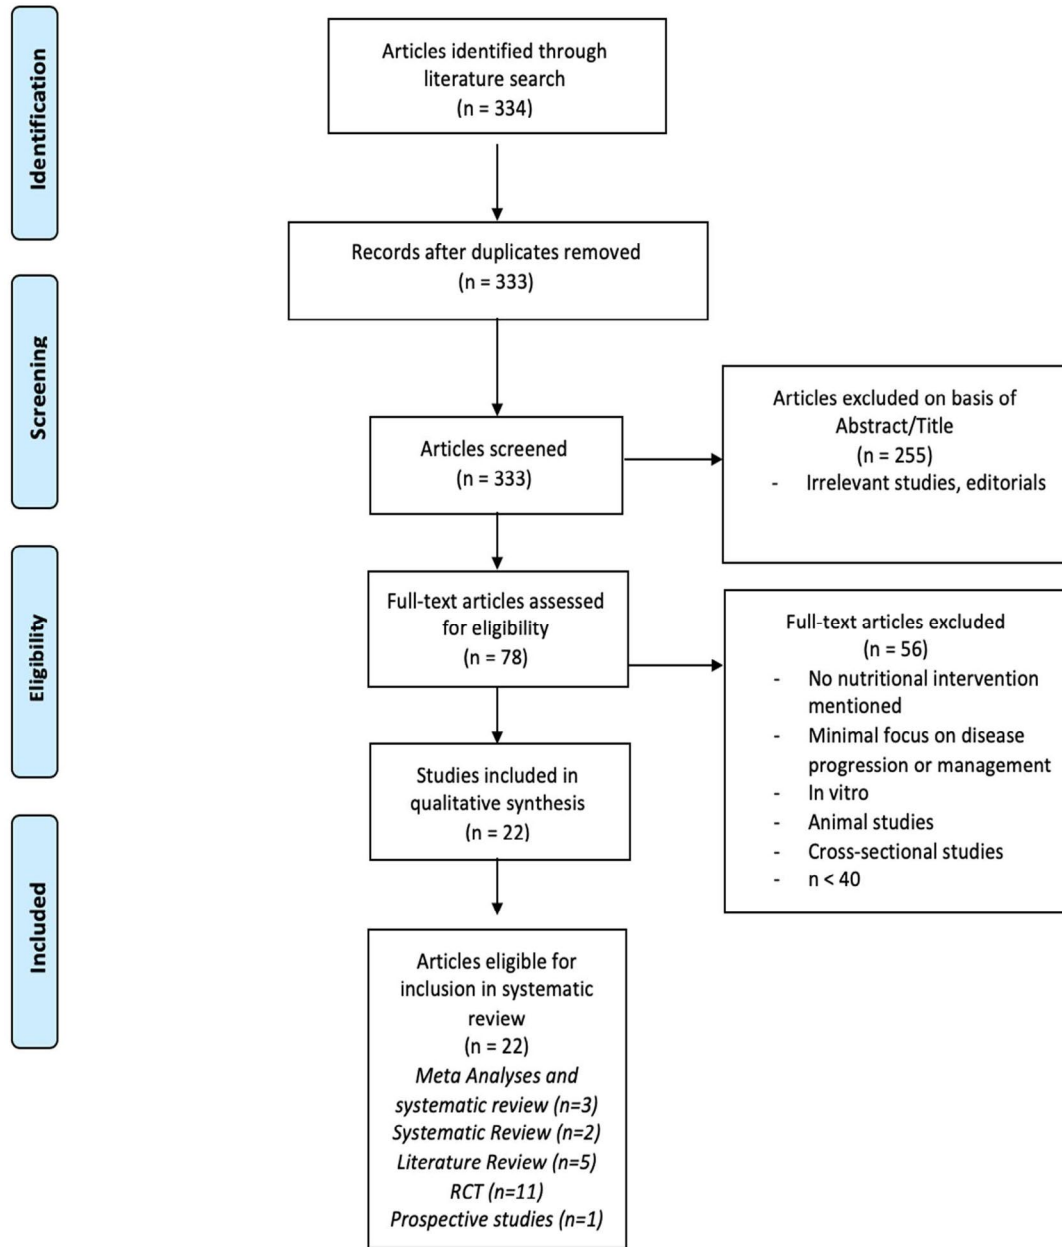 Identification
Articles identified through
literature search
(n = 334)
Records after duplicates removed
(n = 333)
Screening
Articles screened
(n = 333)
Articles excluded on basis of
Abstract/Title
(n = 255)
- Irrelevant studies, editorials
Eligibility
Full-text articles assessed
for eligibility
(n = 78)
Full-text articles excluded
(n = 56)
- No nutritional intervention
mentioned
- Minimal focus on disease
progression or management
- In vitro
- Animal studies
- Cross-sectional studies
- n < 40
Studies included in
qualitative synthesis
(n = 22)
Included
Articles eligible for
inclusion in systematic
review
(n = 22)
Meta Analyses and
systematic review (n=3)
Systematic Review (n=2)
Literature Review (n=5)
RCT (n=11)
Prospective studies (n=1)